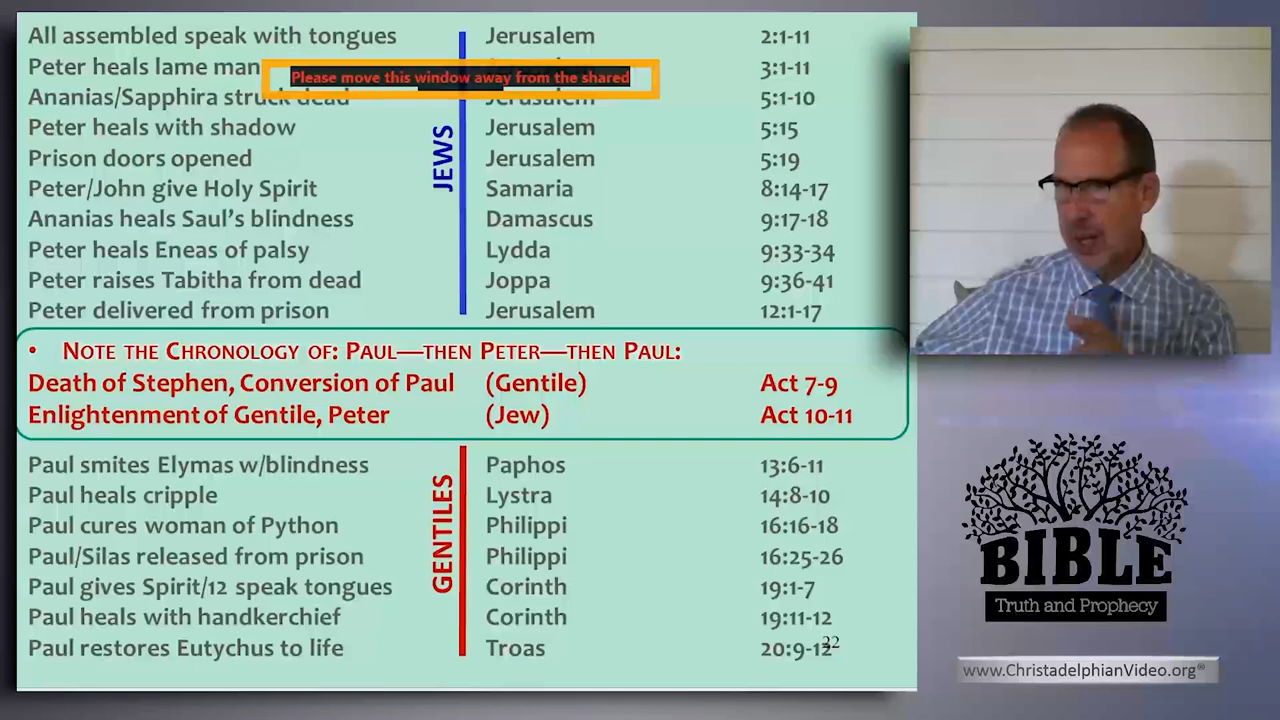 All assembled speak with tongues Jerusalem 2:1-11
Peter heals lame man 3:1-11
Please move this window away from the shared
Ananias/Sapphira struck dead Jerusalem 5:1-10
Peter heals with shadow Jerusalem 5:15
Prison doors opened Jerusalem 5:19
Peter/John give Holy Spirit Samaria 8:14-17
Ananias heals Saul's blindness Damascus 9:17-18
Peter heals Eneas of palsy Lydda 9:33-34
Peter raises Tabitha from dead Joppa 9:36-41
Peter delivered from prison Jerusalem 12:1-17
JEWS
• Note the Chronology of: Paul—then Peter—then Paul:
Death of Stephen, Conversion of Paul (Gentile) Act 7-9
Enlightenment of Gentile, Peter (Jew) Act 10-11
Paul smites Elymas w/blindness Paphos 13:6-11
Paul heals cripple Lystra 14:8-10
Paul cures woman of Python Philippi 16:16-18
Paul/Silas released from prison Philippi 16:25-26
Paul gives Spirit/12 speak tongues Corinth 19:1-7
Paul heals with handkerchief Corinth 19:11-12
Paul restores Eutychus to life Troas 20:9-12
GENTILES
32
BIBLE
Truth and Prophecy
www.ChristadelphianVideo.org®